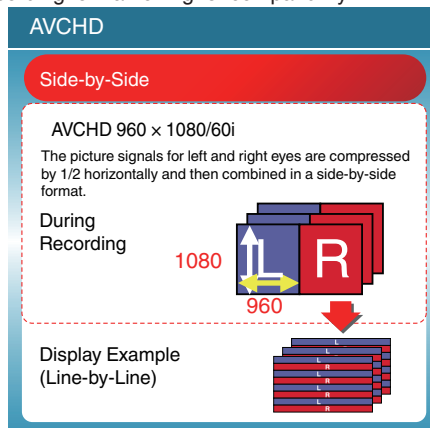 AVCHD
Side-by-Side
AVCHD 960 × 1080/60i
The picture signals for left and right eyes are compressed
by 1/2 horizontally and then combined in a side-by-side
format.
During
Recording
L R
1080
960
Display Example
(Line-by-Line)
L
L
L
R
L
R
L
R
L
R